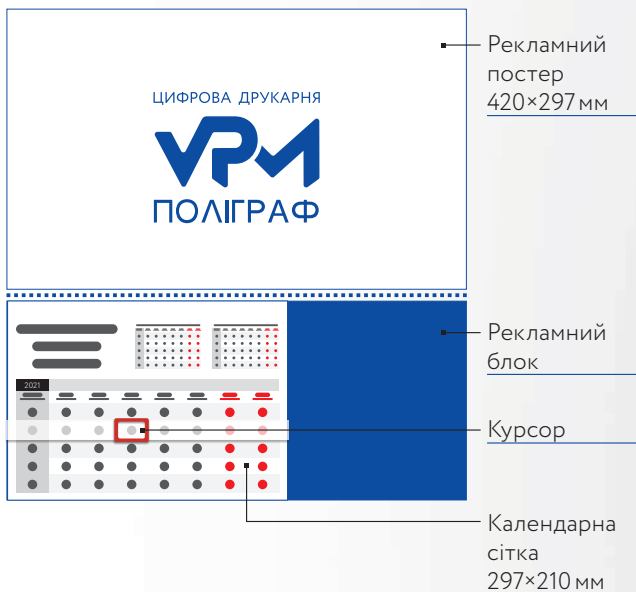 ЦИФРОВА ДРУКАРНЯ
VPM
ПОЛІГРАФ
Рекламний
постер
420×297 мм
Рекламний
блок
2021
Курсор
Календарна
сітка
297×210 мм